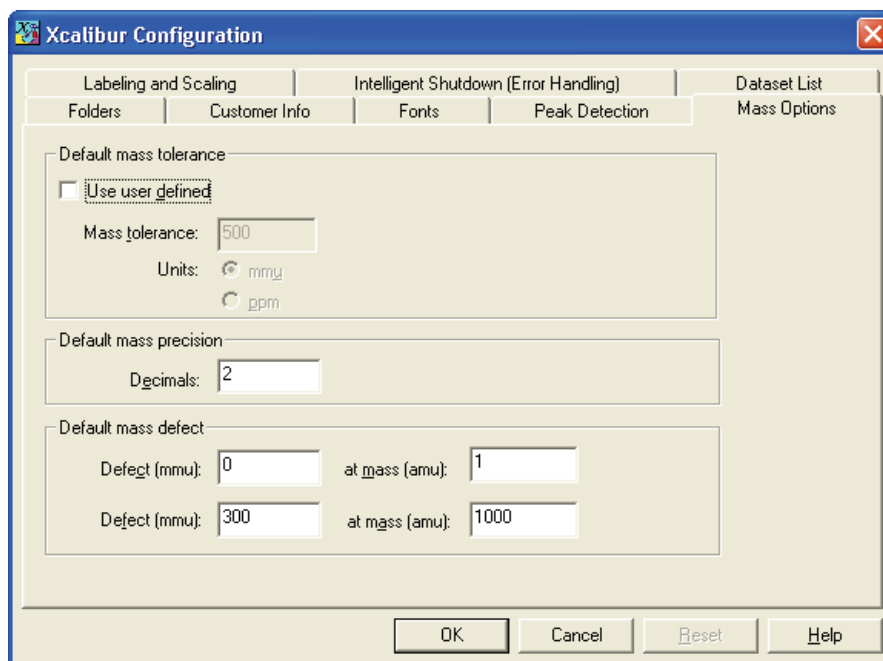 Xcalibur Configuration
Labeling and Scaling Intelligent Shutdown (Error Handling) Dataset List
Folders Customer Info Fonts Peak Detection Mass Options
Default mass tolerance
Use user defined
Mass tolerance: 500
Units: mmu
ppm
Default mass precision
Decimals: 2
Default mass defect
Defect (mmu): 0 at mass (amu): 1
Defect (mmu): 300 at mass (amu): 1000
OK Cancel Reset Help